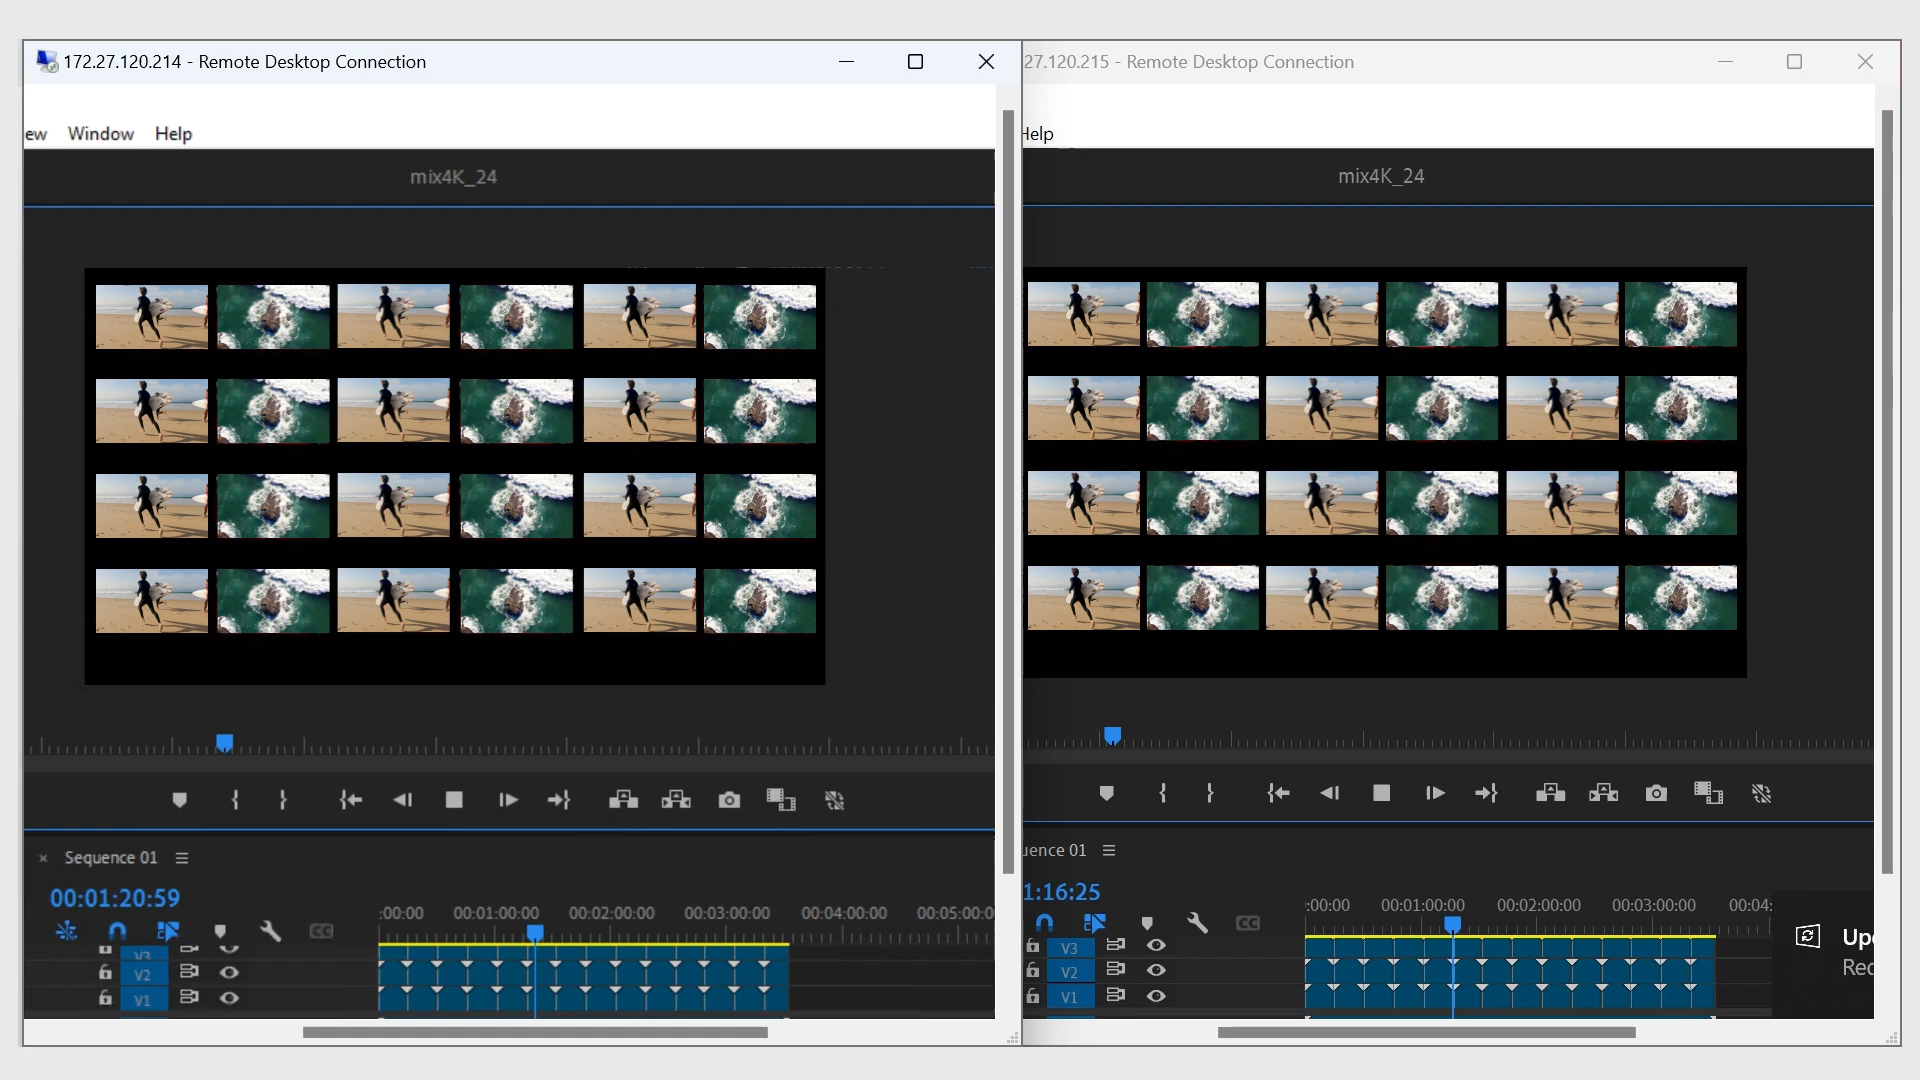 172.27.120.214 - Remote Desktop Connection
27.120.215 - Remote Desktop Connection
ew Window Help
Help
mix4K_24
mix4K_24
Sequence 01
uence 01
00:01:20:59
1:16:25
:00:00 00:01:00:00 00:02:00:00 00:03:00:00 00:04:00:00 00:05:00:0
:00:00 00:01:00:00 00:02:00:00 00:03:00:00 00:04:
CC
CC
V3
V2
V1
V3
V2
V1
Up
Rec